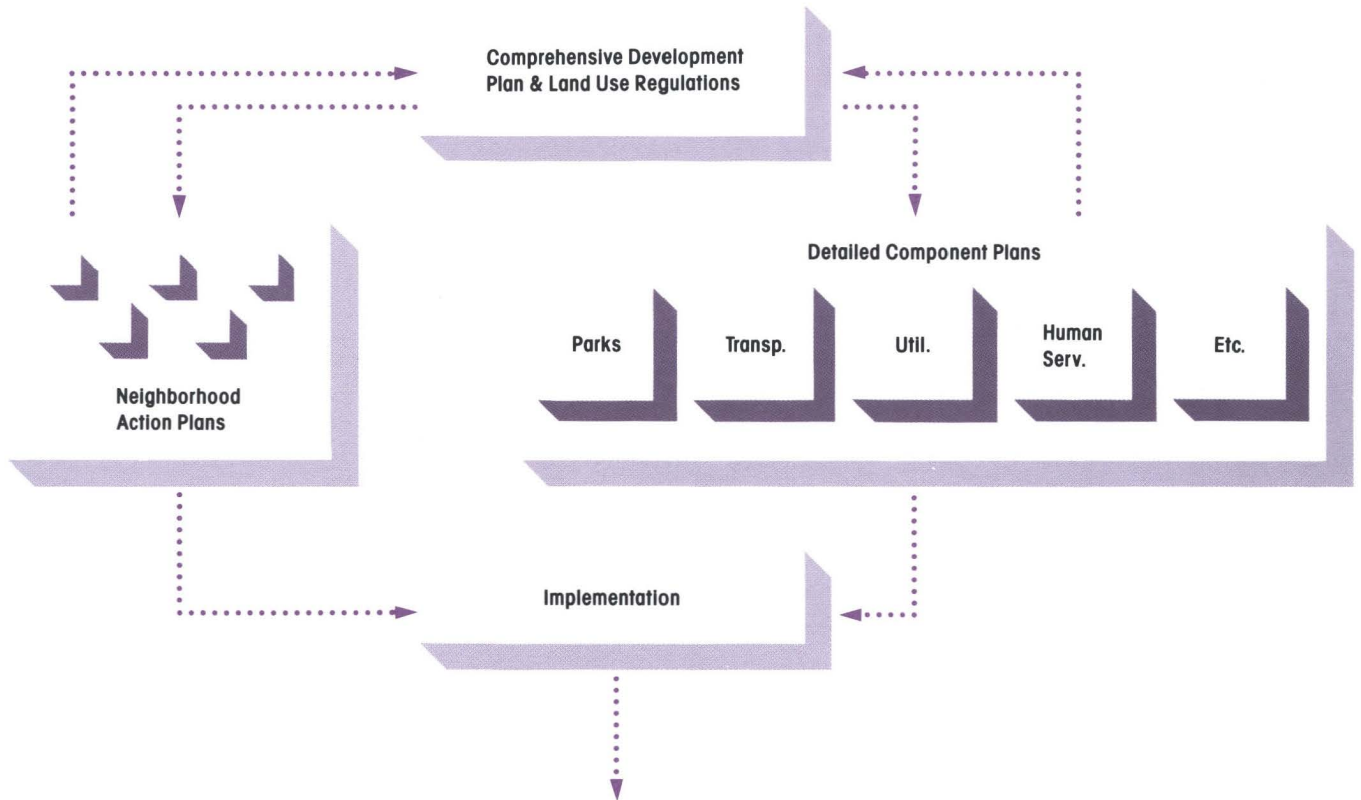 Comprehensive Development
Plan & Land Use Regulations
Detailed Component Plans
Parks
Transp.
Util.
Human
Serv.
Etc.
Neighborhood
Action Plans
Implementation